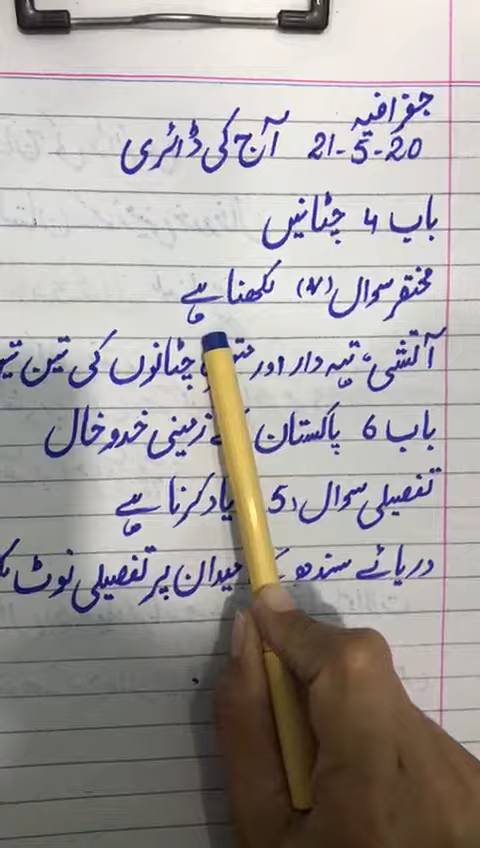 جغرافیہ
آج کی ڈائری 21-5-20
باب 4 چٹانیں
مختصر سوال (4) لکھنا ہے
آتشی، تہہ دار اور چٹانوں کی تین
باب 6 پاکستان زمینی خدوخال
تفصیلی سوال 5، یاد کرنا ہے
دریائے سندھ کے میدان پر تفصیلی نوٹ